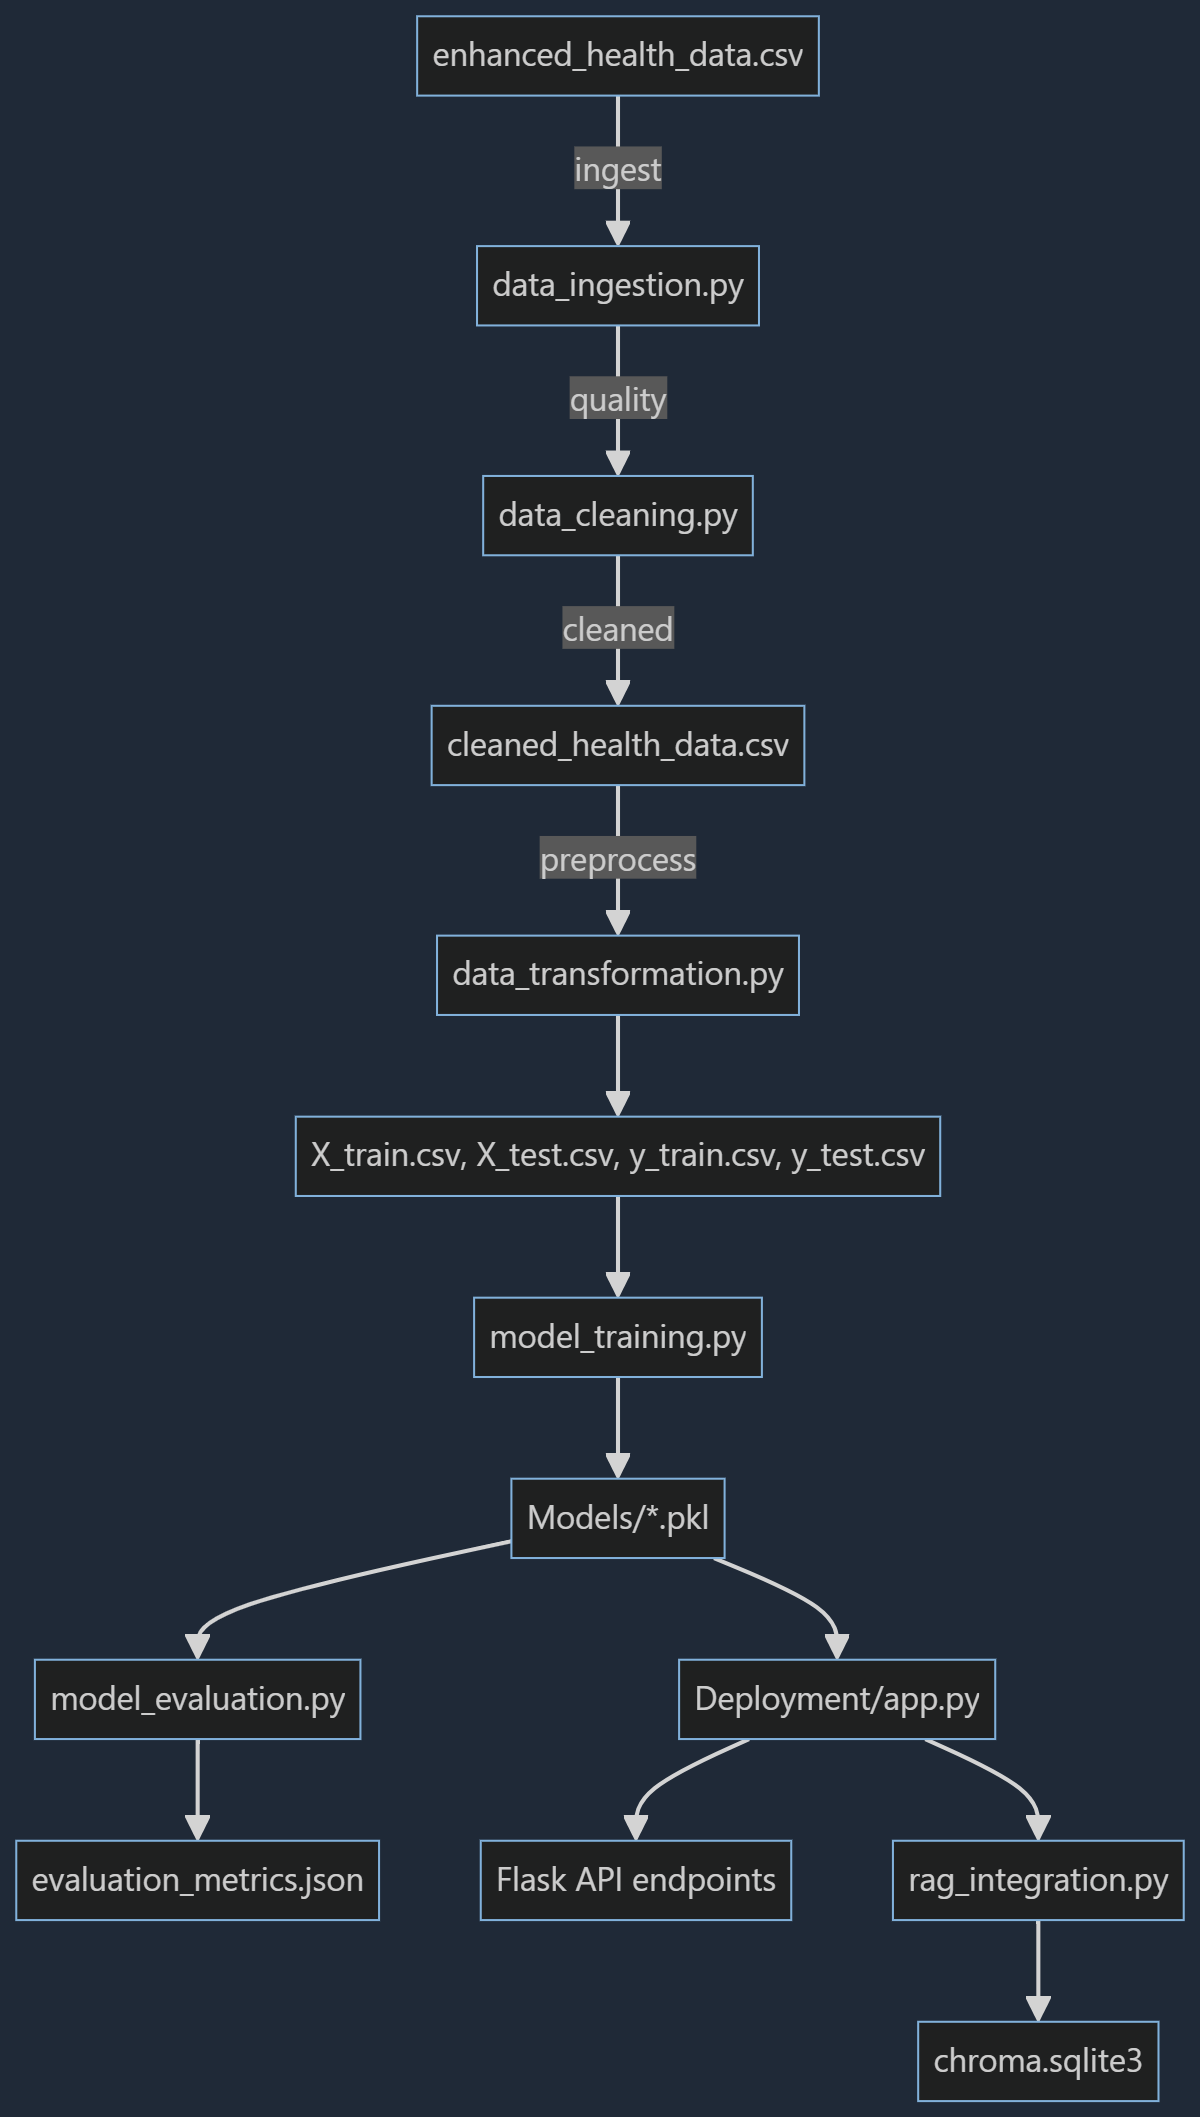 enhanced_health_data.csv
ingest
data_ingestion.py
quality
data_cleaning.py
cleaned
cleaned_health_data.csv
preprocess
data_transformation.py
X_train.csv, X_test.csv, y_train.csv, y_test.csv
model_training.py
Models/*.pkl
model_evaluation.py
Deployment/app.py
evaluation_metrics.json
Flask API endpoints
rag_integration.py
chroma.sqlite3